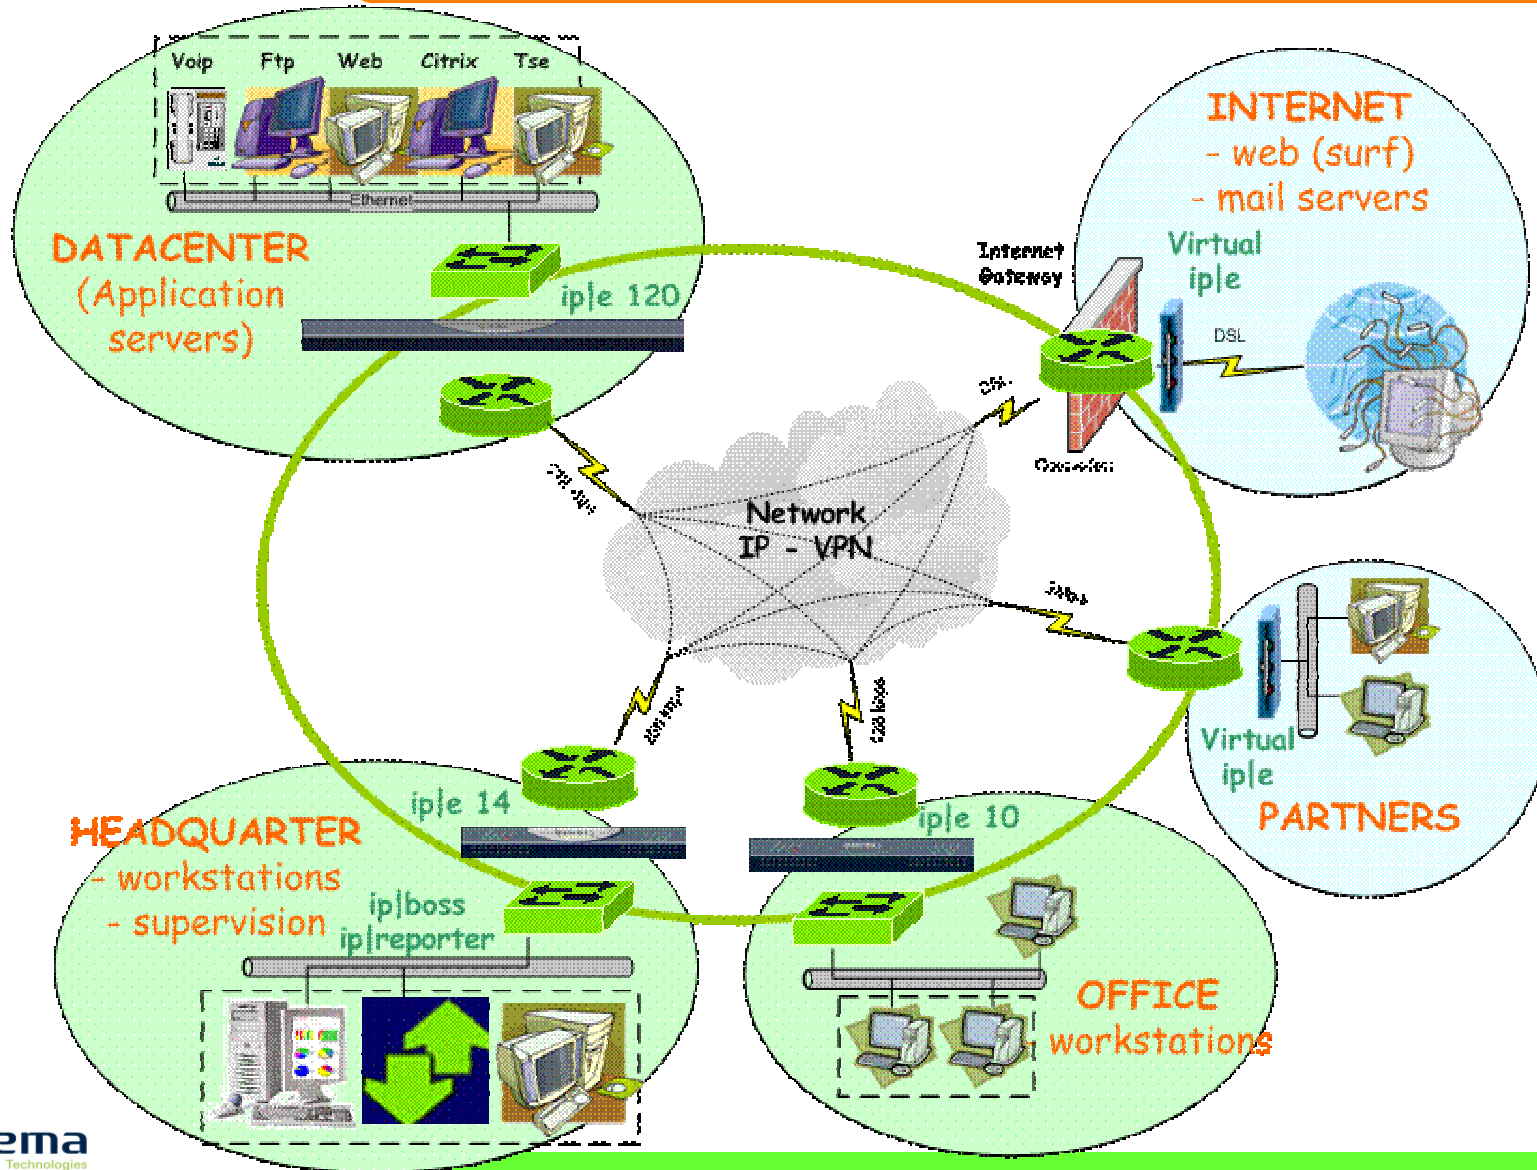 Voip Ftp Web Citrix Tse
Ethernet
DATACENTER
(Application
servers)
ip|e 120
INTERNET
- web (surf)
- mail servers
Virtual
ip|e
Internet
Gateway
DSL
DSL
Network
IP - VPN
Virtual
ip|e
PARTNERS
ip|e 14
HEADQUARTER
- workstations
- supervision
ip|boss
ip|reporter
ip|e 10
OFFICE
- workstations
ema
Technologies